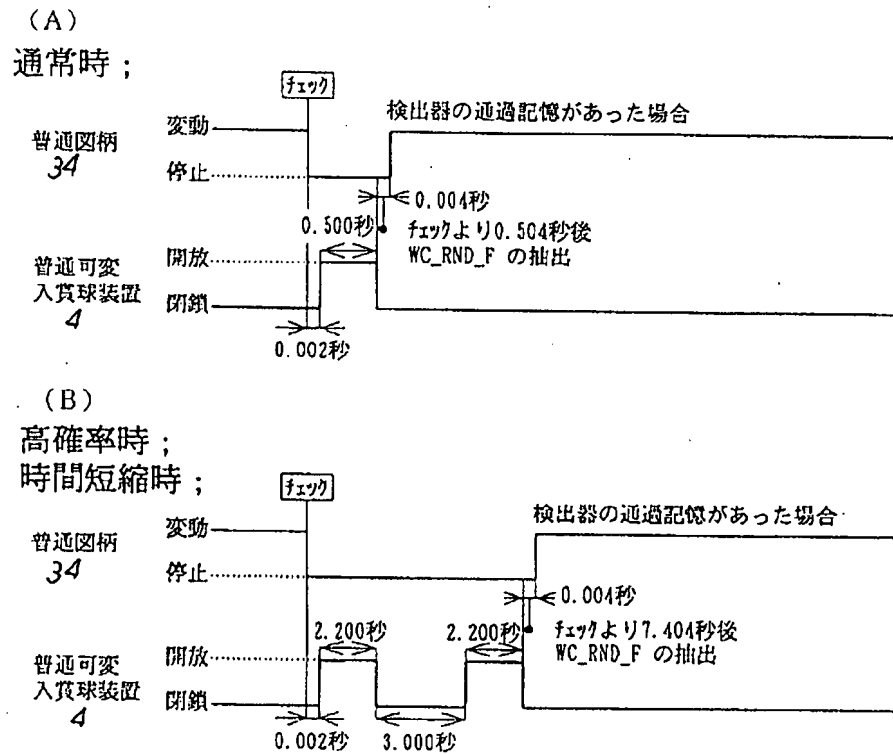 (A)
通常時;
チェック
検出器の通過記憶があった場合
変動
普通図柄
34
停止
0.004秒
0.500秒
チェックより0.504秒後
WC_RND_F の抽出
開放
普通可変
入賞球装置
4
閉鎖
0.002秒
(B)
高確率時;
時間短縮時;
チェック
検出器の通過記憶があった場合
変動
普通図柄
34
停止
0.004秒
2.200秒
2.200秒
チェックより7.404秒後
WC_RND_F の抽出
開放
普通可変
入賞球装置
4
閉鎖
0.002秒
3.000秒